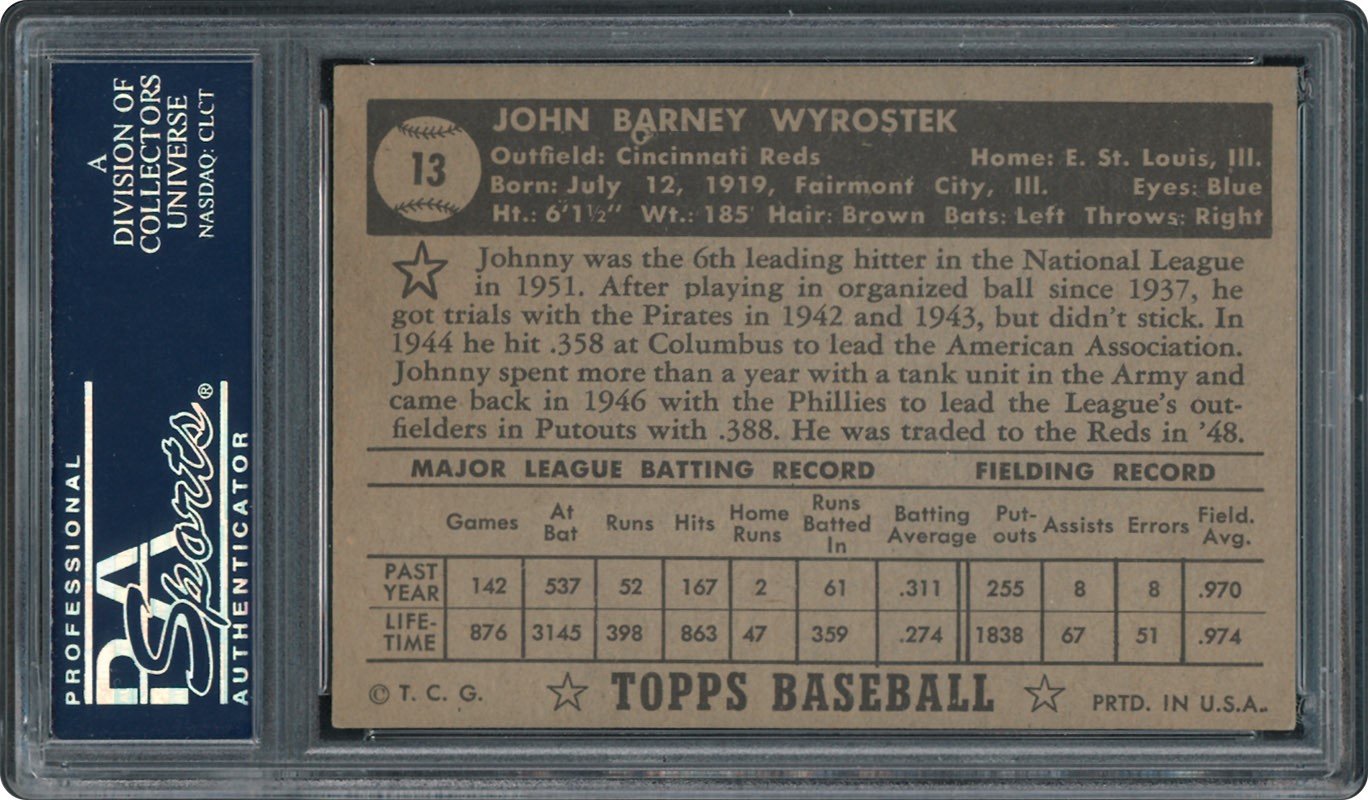 A
DIVISION OF
COLLECTORS
UNIVERSE
NASDAQ: CLCT
PROFESSIONAL
PSA
Sports®
AUTHENTICATOR
13
JOHN BARNEY WYROSTEK
Outfield: Cincinnati Reds Home: E. St. Louis, Ill.
Born: July 12, 1919, Fairmont City, Ill. Eyes: Blue
Ht.: 6'1½" Wt.: 185 Hair: Brown Bats: Left Throws: Right
Johnny was the 6th leading hitter in the National League
in 1951. After playing in organized ball since 1937, he
got trials with the Pirates in 1942 and 1943, but didn't stick. In
1944 he hit .358 at Columbus to lead the American Association.
Johnny spent more than a year with a tank unit in the Army and
came back in 1946 with the Phillies to lead the League's out-
fielders in Putouts with .388. He was traded to the Reds in '48.
MAJOR LEAGUE BATTING RECORD FIELDING RECORD
Games At Bat Runs Hits Home Runs Runs Batted In Batting Average Put-outs Assists Errors Field. Avg.
PAST YEAR 142 537 52 167 2 61 .311 255 8 8 .970
LIFE-TIME 876 3145 398 863 47 359 .274 1838 67 51 .974
© T. C. G. TOPPS BASEBALL PRTD. IN U.S.A.